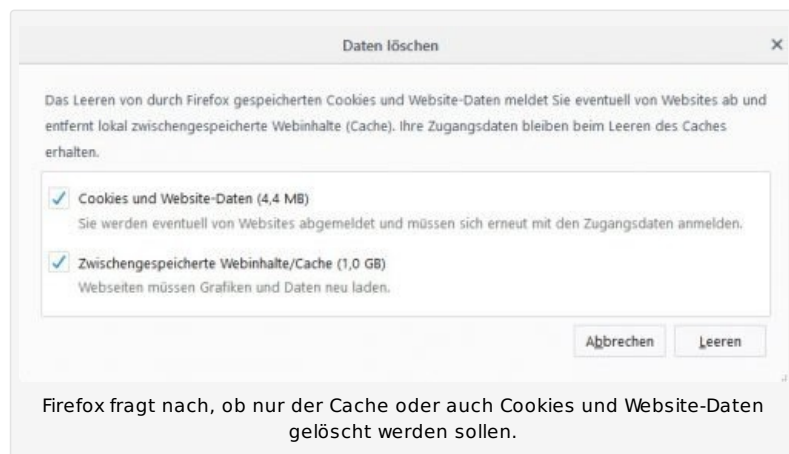 Daten löschen
Das Leeren von durch Firefox gespeicherten Cookies und Website-Daten meldet Sie eventuell von Websites ab und
entfernt lokal zwischengespeicherte Webinhalte (Cache). Ihre Zugangsdaten bleiben beim Leeren des Caches
erhalten.
Cookies und Website-Daten (4,4 MB)
Sie werden eventuell von Websites abgemeldet und müssen sich erneut mit den Zugangsdaten anmelden.
Zwischengespeicherte Webinhalte/Cache (1,0 GB)
Webseiten müssen Grafiken und Daten neu laden.
Abbrechen Leeren
Firefox fragt nach, ob nur der Cache oder auch Cookies und Website-Daten
gelöscht werden sollen.